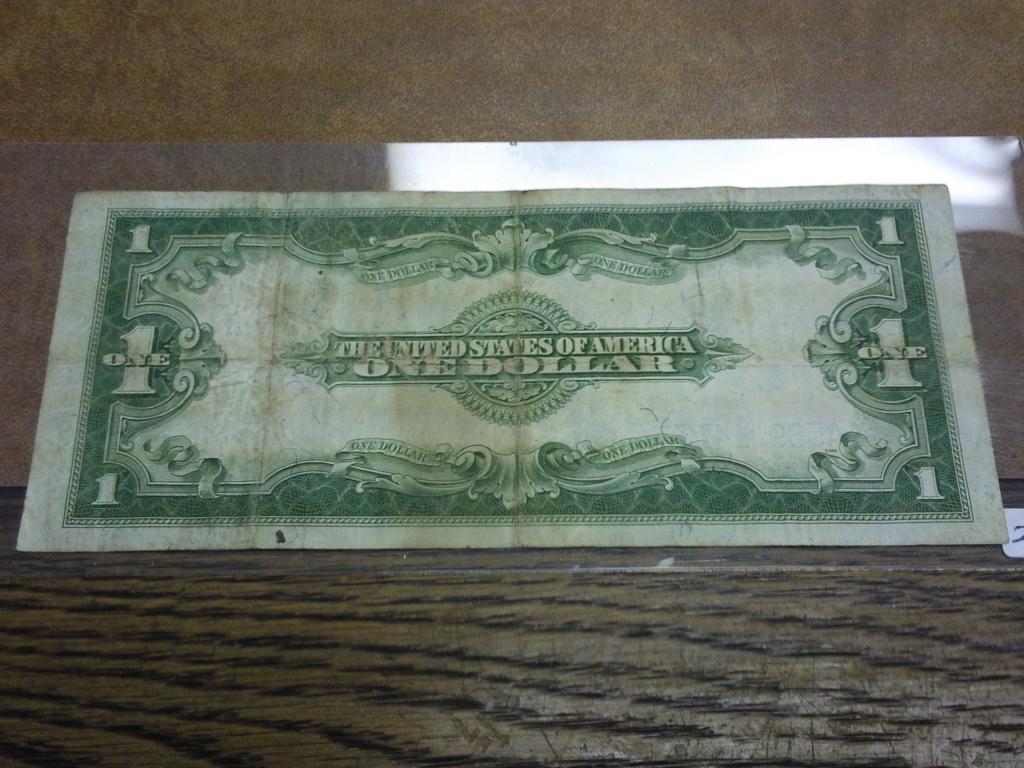 1 1
ONE DOLLAR ONE DOLLAR
THE UNITED STATES OF AMERICA
ONE DOLLAR
1 ONE 1 ONE
ONE DOLLAR ONE DOLLAR
1 1